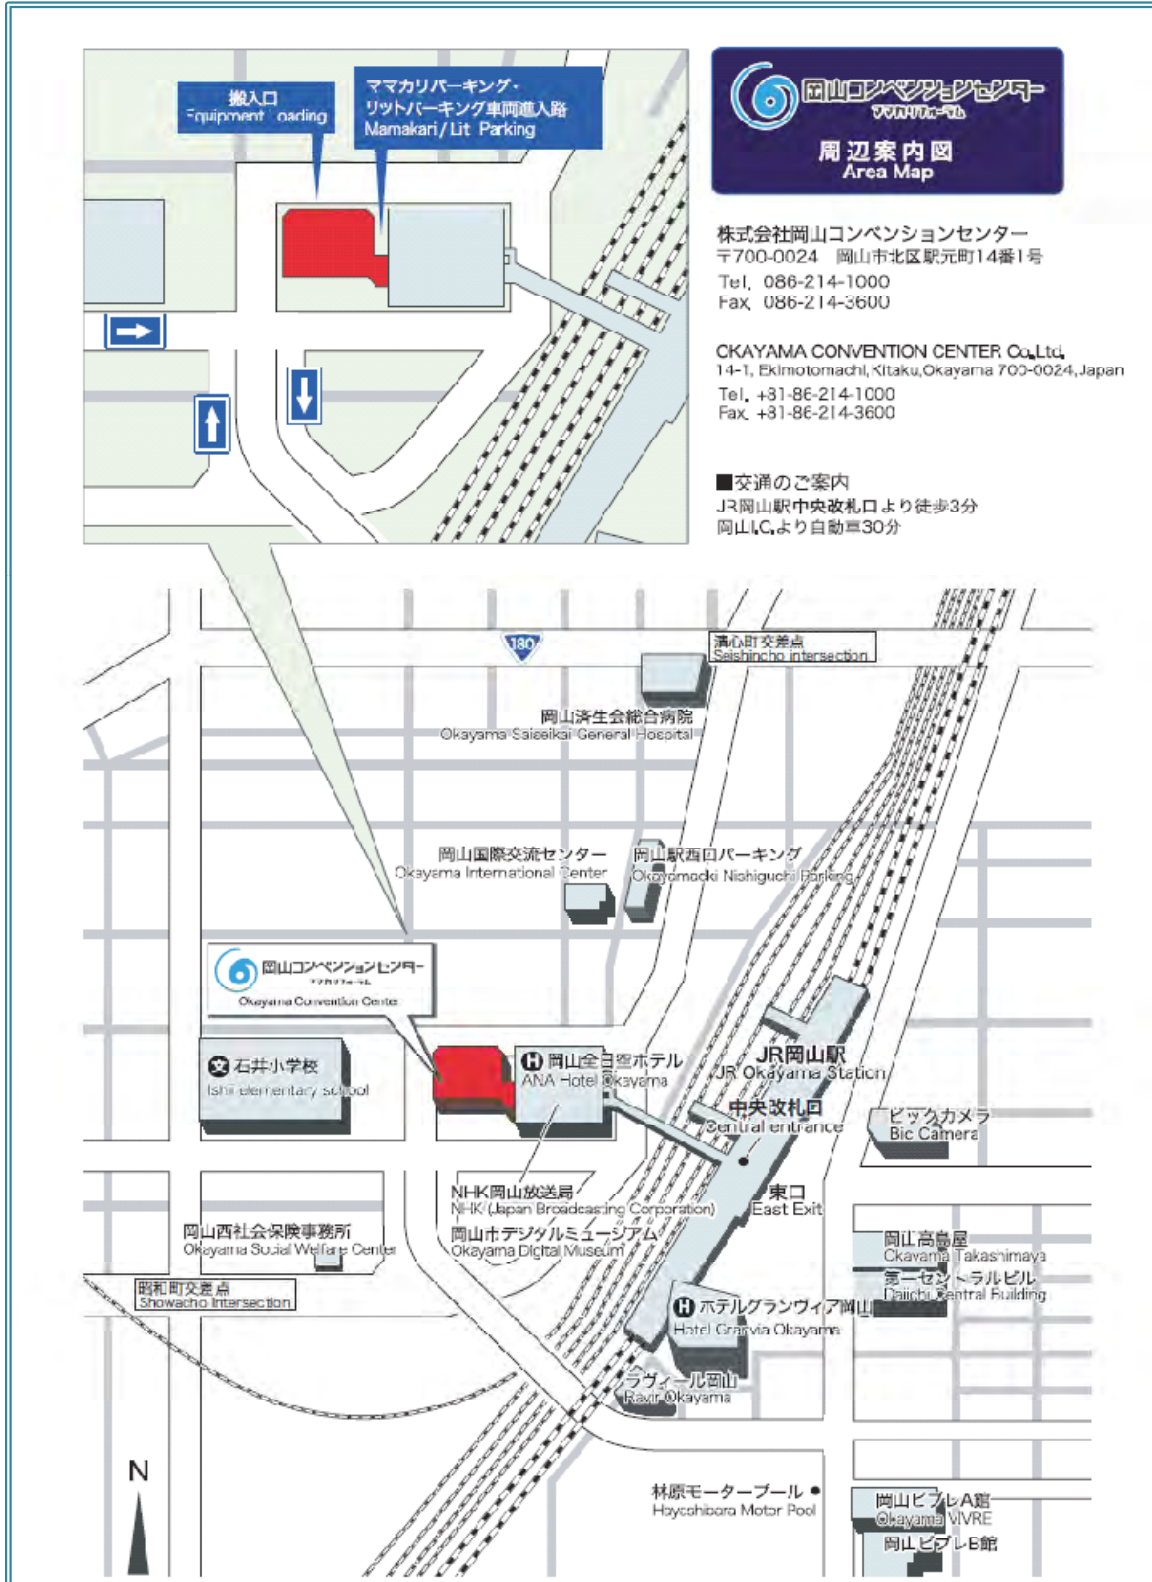 搬入口
Equipment Loading
ママカリパーキング・
リットパーキング車両進入路
Mamakari/Lit Parking
岡山コンベンションセンター
ママカリフォーラム
周辺案内図
Area Map
株式会社岡山コンベンションセンター
〒700-0024 岡山市北区駅元町14番1号
Tel. 086-214-1000
Fax. 086-214-3600
OKAYAMA CONVENTION CENTER Co.,Ltd.
14-1, Ekimotomachi,Kitaku,Okayama 700-0024,Japan
Tel. +81-86-214-1000
Fax. +81-86-214-3600
■交通のご案内
JR岡山駅中央改札口より徒歩3分
岡山I.C.より自動車30分
180
清心町交差点
Seishincho intersection
岡山済生会総合病院
Okayama Saiseikai General Hospital
岡山国際交流センター
Okayama International Center
岡山駅西口パーキング
Okayamaeki Nishiguchi Parking
岡山コンベンションセンター
ママカリフォーラム
Okayama Convention Center
文 石井小学校
Ishii elementary school
H 岡山全日空ホテル
ANA Hotel Okayama
JR岡山駅
JR Okayama Station
中央改札口
Central entrance
ビックカメラ
Bic Camera
NHK岡山放送局
NHK (Japan Broadcasting Corporation)
岡山市デジタルミュージアム
Okayama Digital Museum
東口
East Exit
岡山西社会保険事務所
Okayama Social Welfare Center
岡山高島屋
Okayama Takashimaya
第一セントラルビル
Daiichi Central Building
昭和町交差点
Showacho Intersection
H ホテルグランヴィア岡山
Hotel Granvia Okayama
ラヴィール岡山
Ravir Okayama
N
林原モータープール
Hayashibara Motor Pool
岡山ビブレA館
Okayama VIVRE
岡山ビブレB館